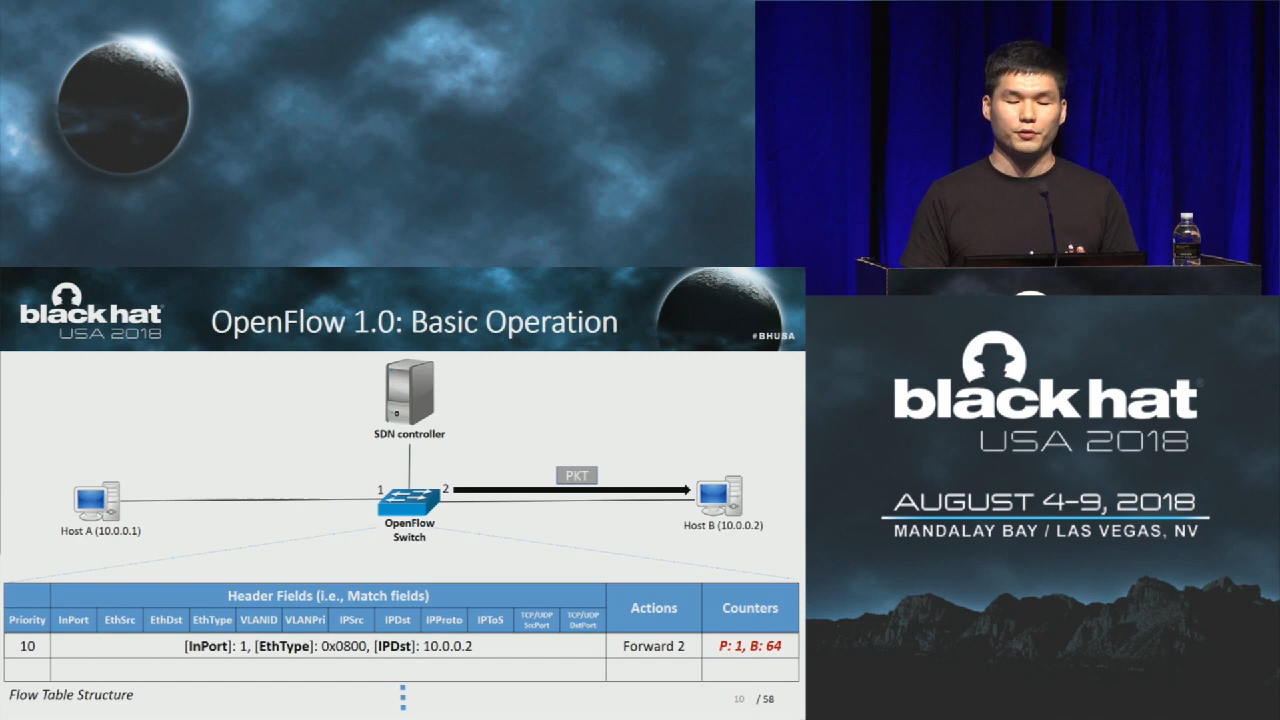 black hat
USA 2018
OpenFlow 1.0: Basic Operation
#BHUSA
SDN controller
1
2
PKT
Host A (10.0.0.1)
OpenFlow
Switch
Host B (10.0.0.2)
Header Fields (i.e., Match fields)
Actions
Counters
Priority
InPort
EthSrc
EthDst
EthType
VLANID
VLANPri
IPSrc
IPDst
IPProto
IPToS
TCP/UDP
SrcPort
TCP/UDP
DstPort
10
[InPort]: 1, [EthType]: 0x0800, [IPDst]: 10.0.0.2
Forward 2
P: 1, B: 64
Flow Table Structure
10 / 58
black hat
USA 2018
AUGUST 4-9, 2018
MANDALAY BAY / LAS VEGAS, NV